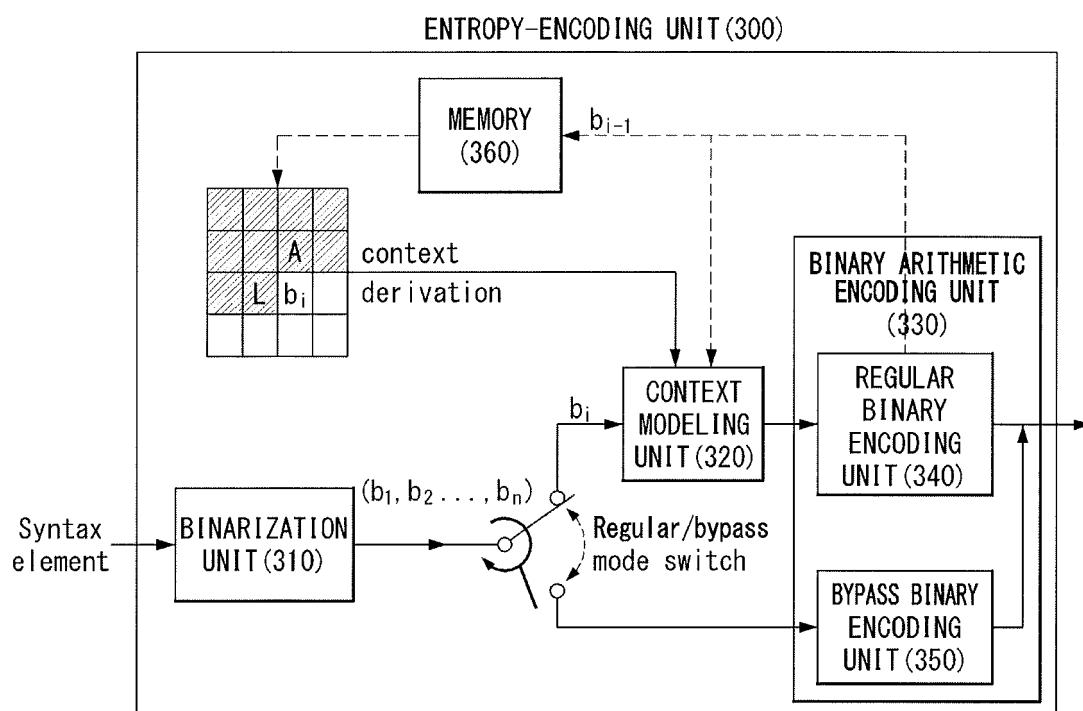 ENTROPY-ENCODING UNIT(300)
MEMORY
(360)
b_{i-1}
A
L
b_i
context
derivation
BINARY ARITHMETIC
ENCODING UNIT
(330)
CONTEXT
MODELING
UNIT(320)
REGULAR
BINARY
ENCODING
UNIT(340)
b_i
(b_1, b_2 ..., b_n)
Syntax
element
BINARIZATION
UNIT(310)
Regular/bypass
mode switch
BYPASS BINARY
ENCODING
UNIT(350)